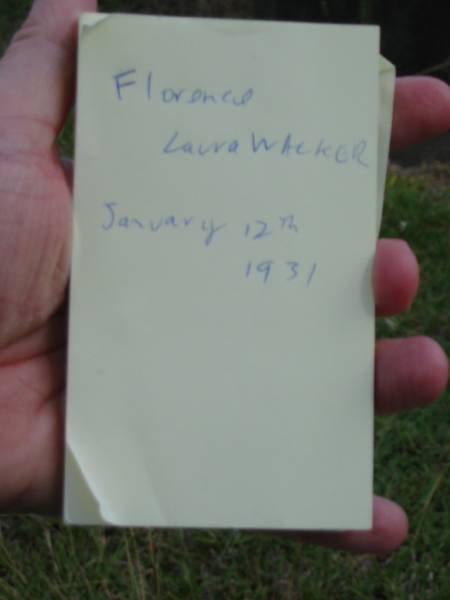 Florence
Laura WALKER
January 12th
1931